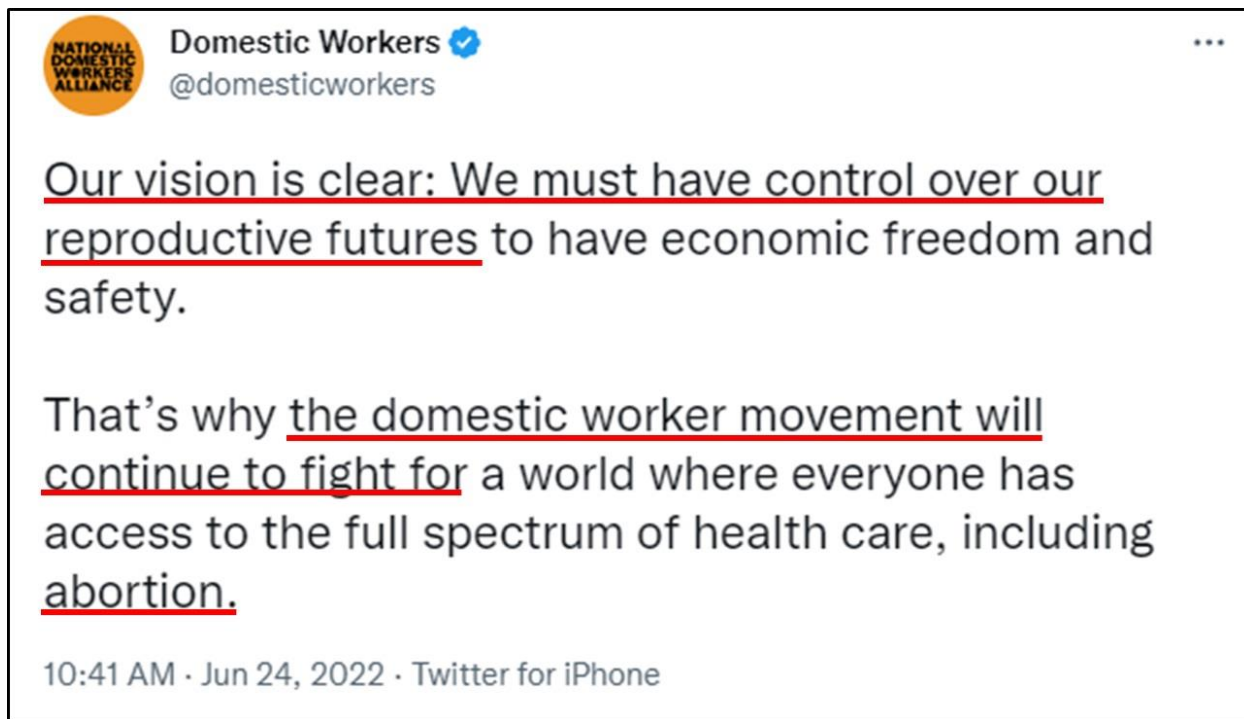 NATIONAL
DOMESTIC
WORKERS
ALLIANCE
Domestic Workers
@domesticworkers
Our vision is clear: We must have control over our
reproductive futures to have economic freedom and
safety.
That’s why the domestic worker movement will
continue to fight for a world where everyone has
access to the full spectrum of health care, including
abortion.
10:41 AM · Jun 24, 2022 · Twitter for iPhone